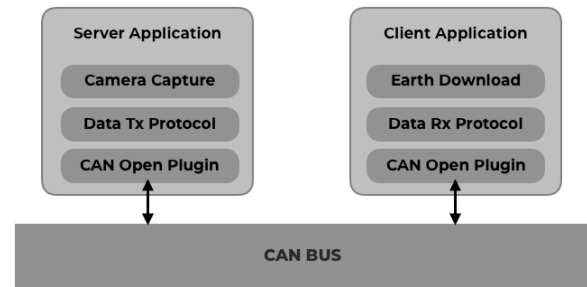 Server Application
Camera Capture
Data Tx Protocol
CAN Open Plugin
Client Application
Earth Download
Data Rx Protocol
CAN Open Plugin
CAN BUS